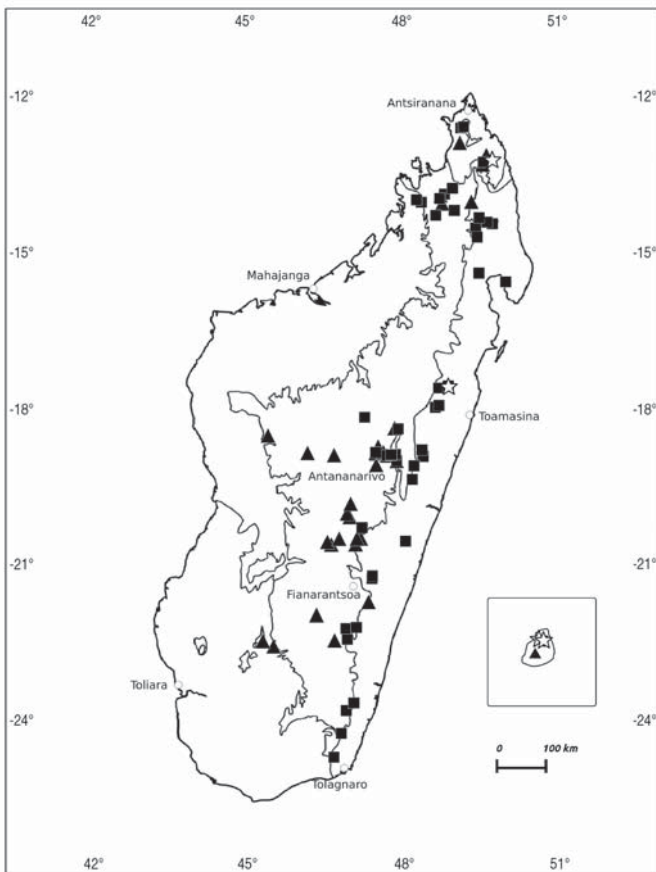 42° 45° 48° 51°
-12° Antsiranana -12°
-15° -15°
Mahajanga
-18° Toamasina -18°
Antananarivo
-21° -21°
Fianarantsoa
Toliara
-24° -24°
0 100 km
Tolagnaro
42° 45° 48° 51°